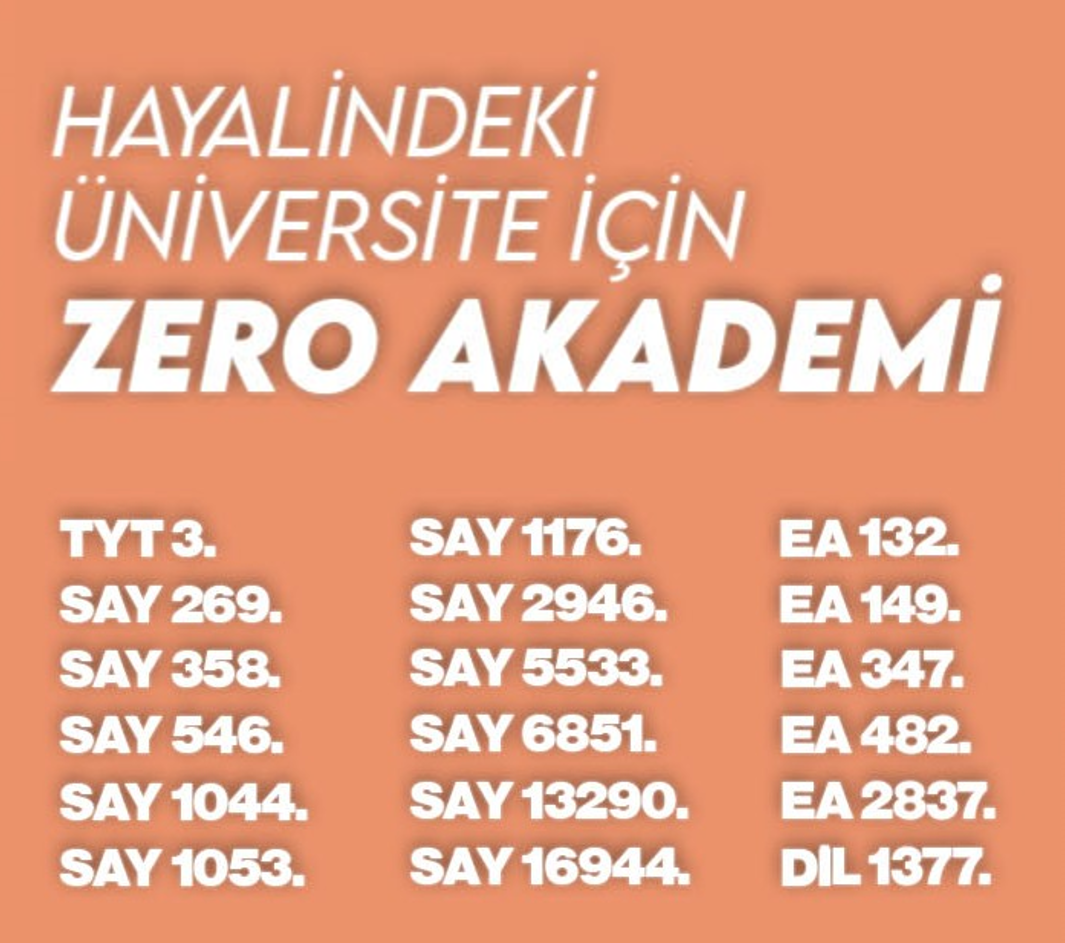 HAYALİNDEKİ
ÜNİVERSİTE İÇİN
ZERO AKADEMİ
TYT 3.
SAY 269.
SAY 358.
SAY 546.
SAY 1044.
SAY 1053.
SAY 1176.
SAY 2946.
SAY 5533.
SAY 6851.
SAY 13290.
SAY 16944.
EA 132.
EA 149.
EA 347.
EA 482.
EA 2837.
DİL 1377.